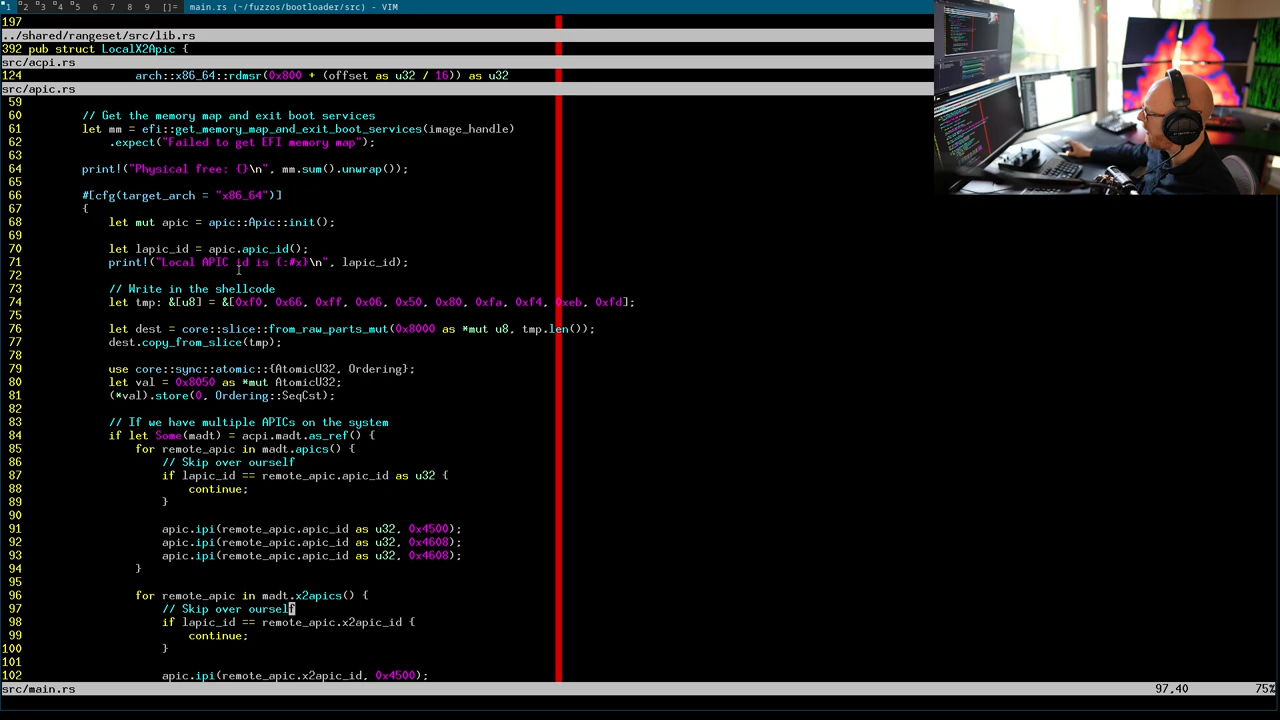 1 2 3 4 5 6 7 8 9 []= main.rs (~/fuzzos/bootloader/src) - VIM
197
../shared/rangeset/src/lib.rs
392 pub struct LocalX2Apic {
src/acpi.rs
124 arch::x86_64::rdmsr(0x800 + (offset as u32 / 16)) as u32
src/apic.rs
59
60 // Get the memory map and exit boot services
61 let mm = efi::get_memory_map_and_exit_boot_services(image_handle)
62 .expect("Failed to get EFI memory map");
63
64 print!("Physical free: {}\n", mm.sum().unwrap());
65
66 #[cfg(target_arch = "x86_64")]
67 {
68 let mut apic = apic::Apic::init();
69
70 let lapic_id = apic.apic_id();
71 print!("Local APIC id is {:#x}\n", lapic_id);
72
73 // Write in the shellcode
74 let tmp: &[u8] = &[0xf0, 0x66, 0xff, 0x06, 0x50, 0x80, 0xfa, 0xf4, 0xeb, 0xfd];
75
76 let dest = core::slice::from_raw_parts_mut(0x8000 as *mut u8, tmp.len());
77 dest.copy_from_slice(tmp);
78
79 use core::sync::atomic::{AtomicU32, Ordering};
80 let val = 0x8050 as *mut AtomicU32;
81 (*val).store(0, Ordering::SeqCst);
82
83 // If we have multiple APICs on the system
84 if let Some(madt) = acpi.madt.as_ref() {
85 for remote_apic in madt.apics() {
86 // Skip over ourself
87 if lapic_id == remote_apic.apic_id as u32 {
88 continue;
89 }
90
91 apic.ipi(remote_apic.apic_id as u32, 0x4500);
92 apic.ipi(remote_apic.apic_id as u32, 0x4608);
93 apic.ipi(remote_apic.apic_id as u32, 0x4608);
94 }
95
96 for remote_apic in madt.x2apics() {
97 // Skip over ourself
98 if lapic_id == remote_apic.x2apic_id {
99 continue;
100 }
101
102 apic.ipi(remote_apic.x2apic_id, 0x4500);
src/main.rs 97,40 75%